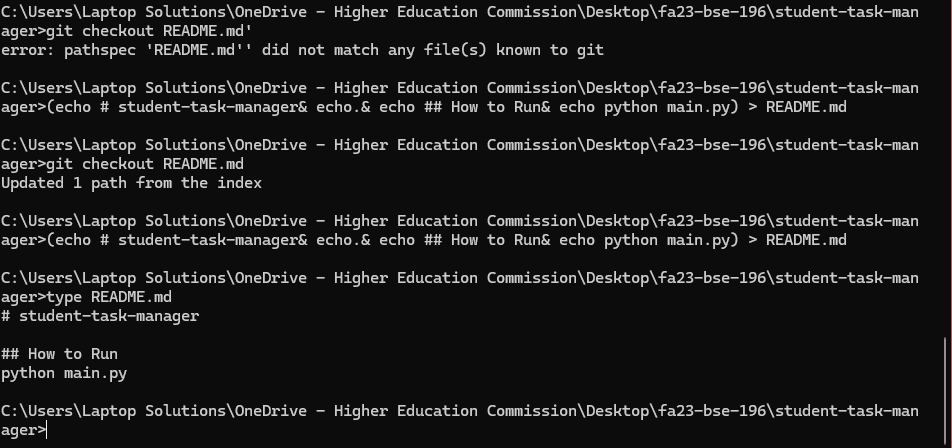 C:\Users\Laptop Solutions\OneDrive - Higher Education Commission\Desktop\fa23-bse-196\student-task-man
ager>git checkout README.md'
error: pathspec 'README.md'' did not match any file(s) known to git
C:\Users\Laptop Solutions\OneDrive - Higher Education Commission\Desktop\fa23-bse-196\student-task-man
ager>(echo # student-task-manager& echo.& echo ## How to Run& echo python main.py) > README.md
C:\Users\Laptop Solutions\OneDrive - Higher Education Commission\Desktop\fa23-bse-196\student-task-man
ager>git checkout README.md
Updated 1 path from the index
C:\Users\Laptop Solutions\OneDrive - Higher Education Commission\Desktop\fa23-bse-196\student-task-man
ager>(echo # student-task-manager& echo.& echo ## How to Run& echo python main.py) > README.md
C:\Users\Laptop Solutions\OneDrive - Higher Education Commission\Desktop\fa23-bse-196\student-task-man
ager>type README.md
# student-task-manager
## How to Run
python main.py
C:\Users\Laptop Solutions\OneDrive - Higher Education Commission\Desktop\fa23-bse-196\student-task-man
ager>